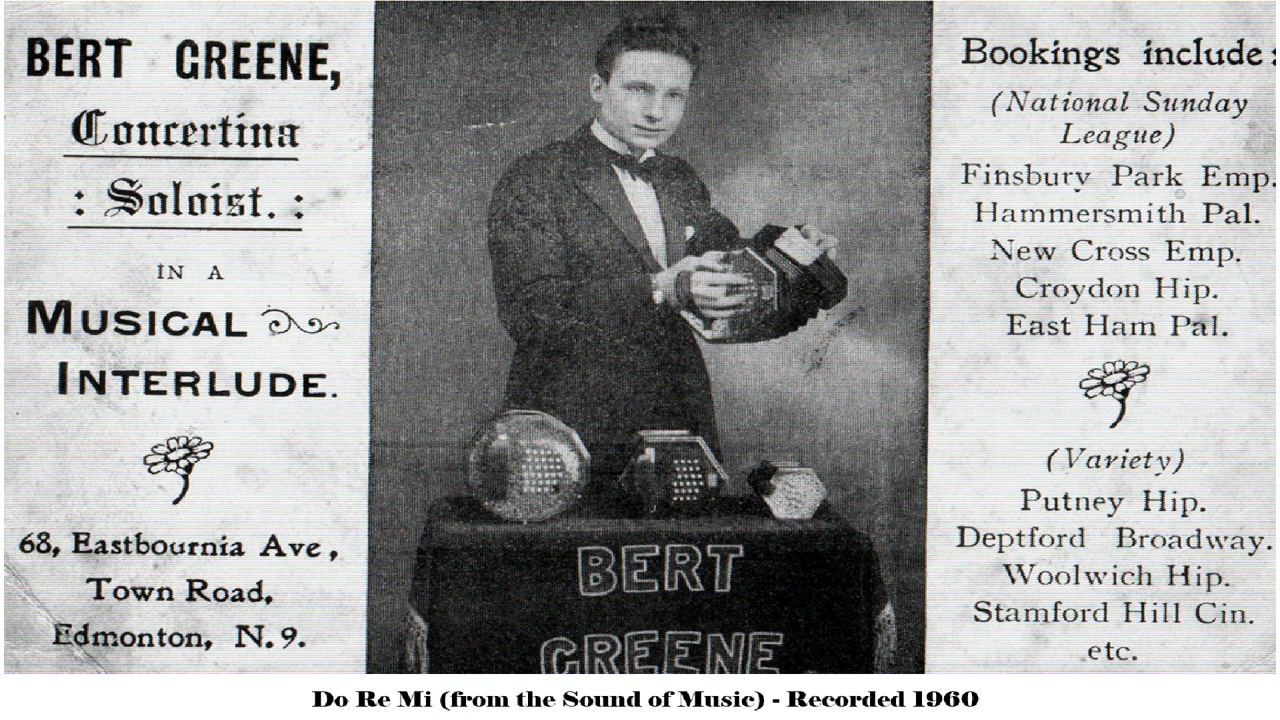 BERT GREENE,
Concertina
: Soloist. :
IN A
MUSICAL
INTERLUDE.
68, Eastbournia Ave,
Town Road,
Edmonton, N.9.
BERT
GREENE
Bookings include:
(National Sunday
League)
Finsbury Park Emp.
Hammersmith Pal.
New Cross Emp.
Croydon Hip.
East Ham Pal.
(Variety)
Putney Hip.
Deptford Broadway.
Woolwich Hip.
Stamford Hill Cin.
etc.
Do Re Mi (from the Sound of Music) - Recorded 1960